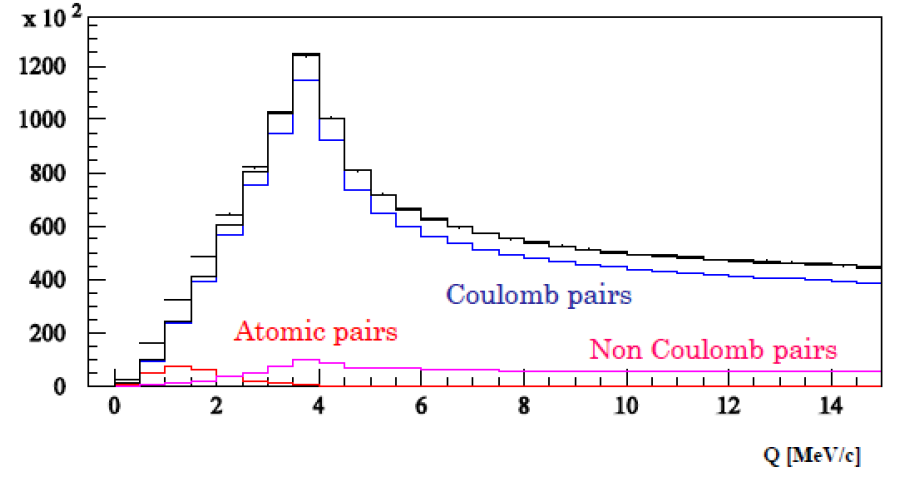 x 10 2
1200
1000
800
600
400
200
0
Coulomb pairs
Atomic pairs
Non Coulomb pairs
0 2 4 6 8 10 12 14
Q [MeV/c]